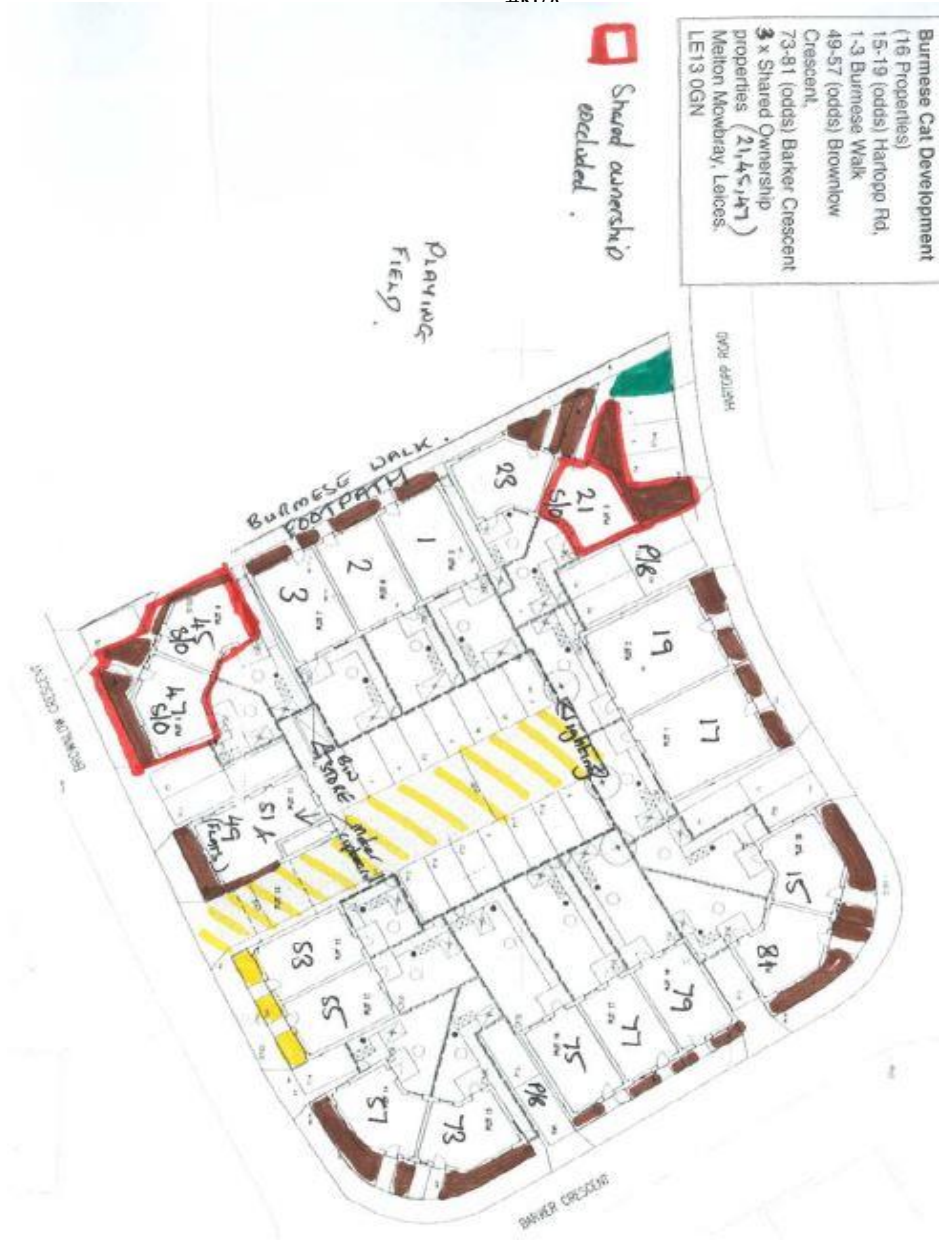 Burmese Cat Development
(16 Properties)
15-19 (odds) Hartopp Rd,
1-3 Burmese Walk
49-57 (odds) Brownlow
Crescent,
73-81 (odds) Barker Crescent
3 x Shared Ownership
properties (21,45,47)
Melton Mowbray, Leices.
LE13 0GN
Shared ownership
excluded.
PLAYING
FIELD.
HARTOPP ROAD
BURMESE WALK.
FOOTPATH
23
21
S/O
P/B
1
2
3
19
17
45
S/O
47
S/O
BROWNLOW CRESCENT
Lighting
BIN
STORE
51 &
49
(FLATS)
15
81
53
55
79
77
75
P/B
57
73
BARKER CRESCENT